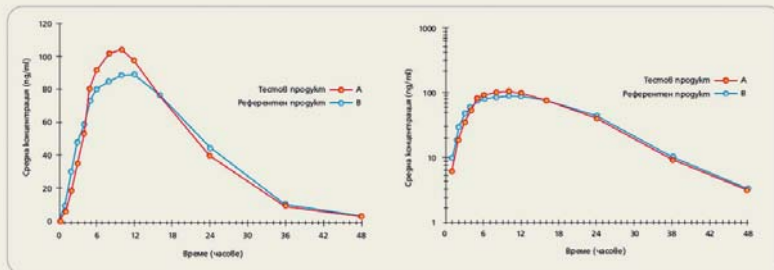 Средна концентрация (ng/ml)
120
100
80
60
40
20
0
Тестов продукт A
Референтен продукт B
0 6 12 18 24 30 36 42 48
Време (часове)
Средна концентрация (ng/ml)
1000
100
10
1
Тестов продукт A
Референтен продукт B
0 6 12 18 24 30 38 42 48
Време (часове)